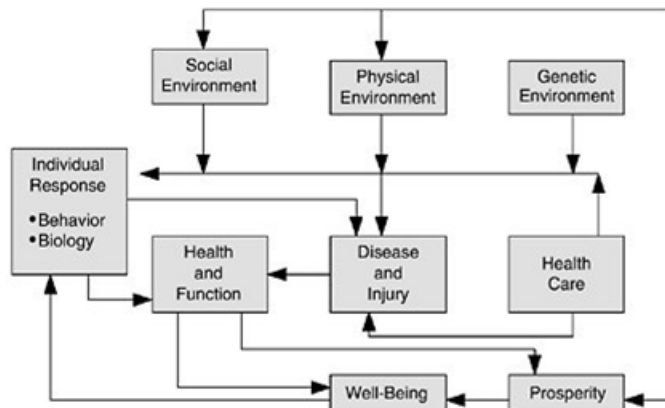 Social
Environment
Physical
Environment
Genetic
Environment
Individual
Response
•Behavior
•Biology
Health
and
Function
Disease
and
Injury
Health
Care
Well-Being
Prosperity